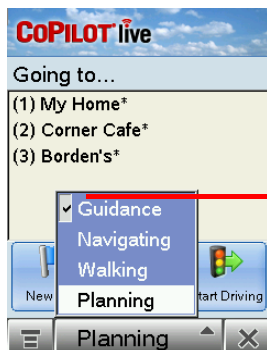 COPILOT live
Going to...
(1) My Home*
(2) Corner Cafe*
(3) Borden's*
Guidance
Navigating
Walking
Planning
New
tart Driving
Planning